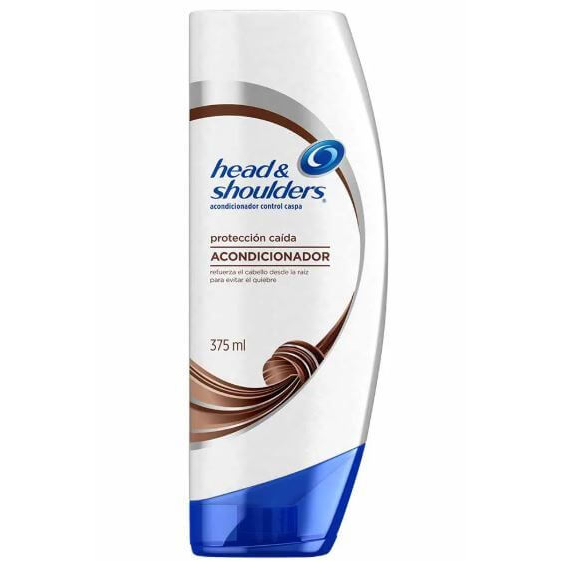 head &
shoulders®
acondicionador control caspa
protección caída
ACONDICIONADOR
refuerza el cabello desde la raíz
para evitar el quiebre
375 ml